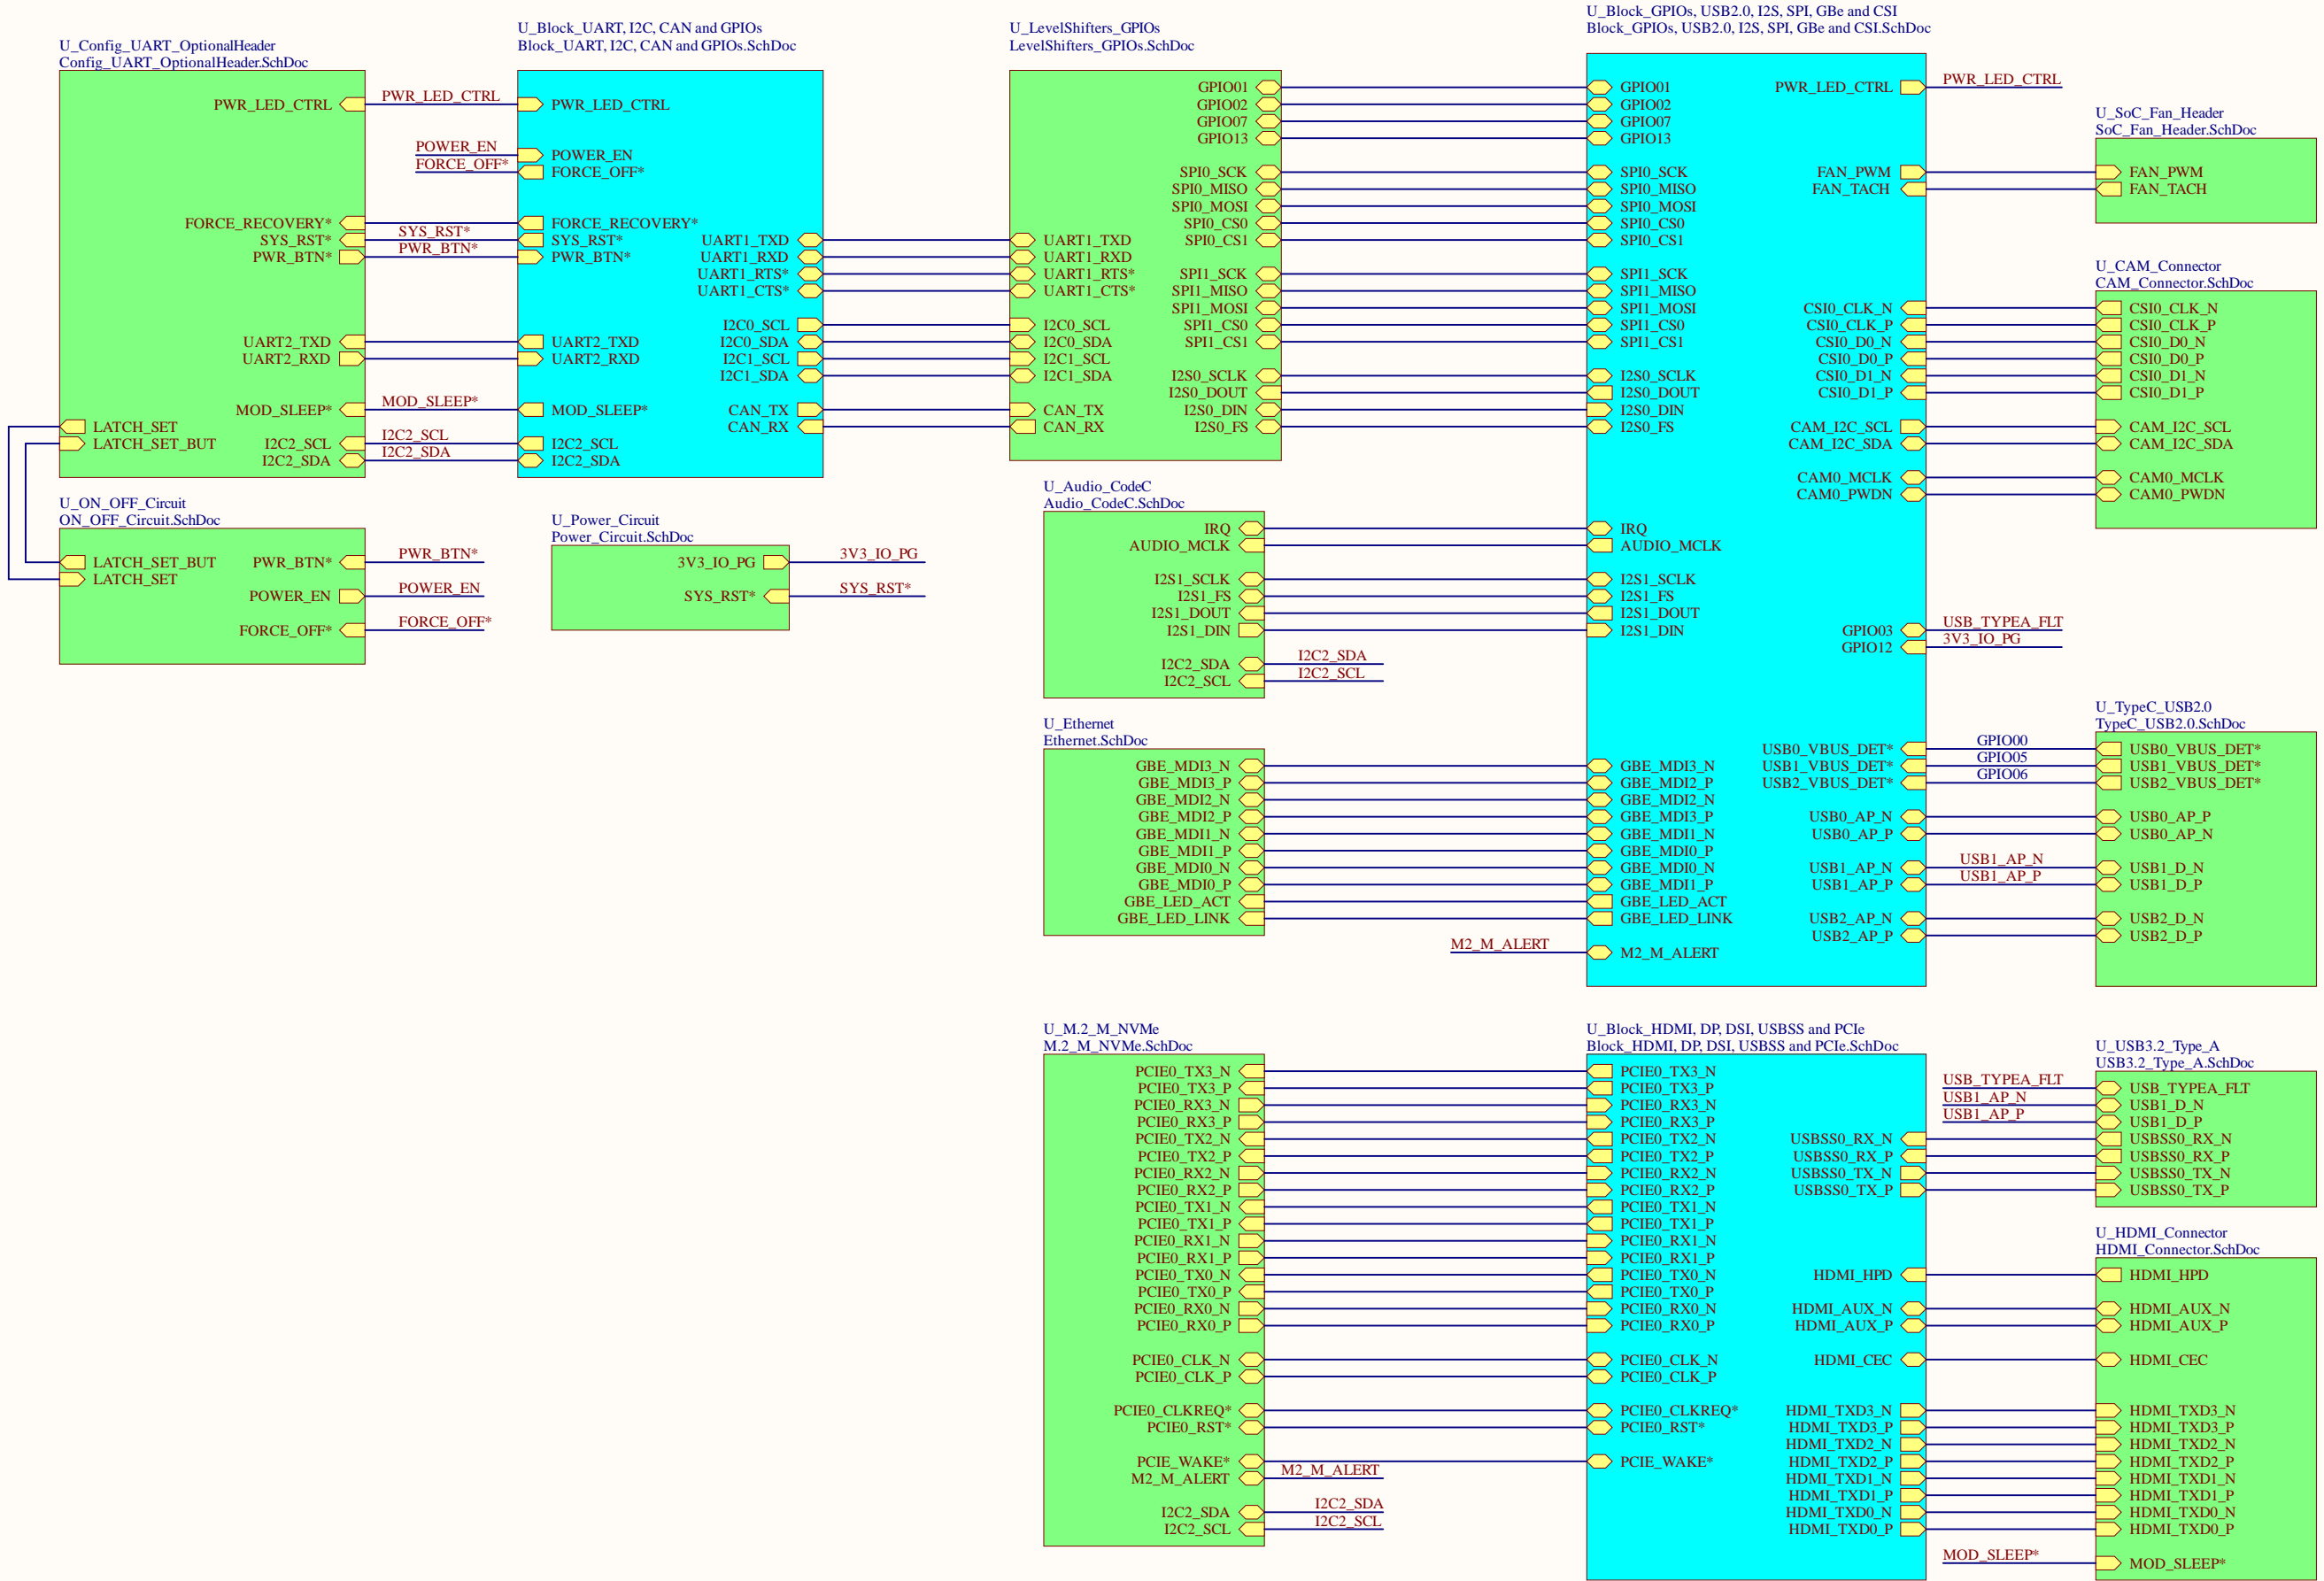 U_Config_UART_OptionalHeader
Config_UART_OptionalHeader.SchDoc
PWR_LED_CTRL
FORCE_RECOVERY*
SYS_RST*
PWR_BTN*
UART2_TXD
UART2_RXD
MOD_SLEEP*
LATCH_SET
LATCH_SET_BUT
I2C2_SCL
I2C2_SDA
PWR_LED_CTRL
POWER_EN
FORCE_OFF*
SYS_RST*
PWR_BTN*
MOD_SLEEP*
I2C2_SCL
I2C2_SDA
U_Block_UART, I2C, CAN and GPIOs
Block_UART, I2C, CAN and GPIOs.SchDoc
PWR_LED_CTRL
POWER_EN
FORCE_OFF*
FORCE_RECOVERY*
SYS_RST*
PWR_BTN*
UART2_TXD
UART2_RXD
MOD_SLEEP*
I2C2_SCL
I2C2_SDA
UART1_TXD
UART1_RXD
UART1_RTS*
UART1_CTS*
I2C0_SCL
I2C0_SDA
I2C1_SCL
I2C1_SDA
CAN_TX
CAN_RX
U_ON_OFF_Circuit
ON_OFF_Circuit.SchDoc
LATCH_SET_BUT
LATCH_SET
PWR_BTN*
POWER_EN
FORCE_OFF*
PWR_BTN*
POWER_EN
FORCE_OFF*
U_Power_Circuit
Power_Circuit.SchDoc
3V3_IO_PG
SYS_RST*
3V3_IO_PG
SYS_RST*
U_LevelShifters_GPIOs
LevelShifters_GPIOs.SchDoc
UART1_TXD
UART1_RXD
UART1_RTS*
UART1_CTS*
I2C0_SCL
I2C0_SDA
I2C1_SCL
I2C1_SDA
CAN_TX
CAN_RX
GPIO01
GPIO02
GPIO07
GPIO13
SPI0_SCK
SPI0_MISO
SPI0_MOSI
SPI0_CS0
SPI0_CS1
SPI1_SCK
SPI1_MISO
SPI1_MOSI
SPI1_CS0
SPI1_CS1
I2S0_SCLK
I2S0_DOUT
I2S0_DIN
I2S0_FS
U_Audio_CodeC
Audio_CodeC.SchDoc
IRQ
AUDIO_MCLK
I2S1_SCLK
I2S1_FS
I2S1_DOUT
I2S1_DIN
I2C2_SDA
I2C2_SCL
I2C2_SDA
I2C2_SCL
U_Ethernet
Ethernet.SchDoc
GBE_MDI3_N
GBE_MDI3_P
GBE_MDI2_N
GBE_MDI2_P
GBE_MDI1_N
GBE_MDI1_P
GBE_MDI0_N
GBE_MDI0_P
GBE_LED_ACT
GBE_LED_LINK
M2_M_ALERT
U_Block_GPIOs, USB2.0, I2S, SPI, GBe and CSI
Block_GPIOs, USB2.0, I2S, SPI, GBe and CSI.SchDoc
GPIO01
GPIO02
GPIO07
GPIO13
SPI0_SCK
SPI0_MISO
SPI0_MOSI
SPI0_CS0
SPI0_CS1
SPI1_SCK
SPI1_MISO
SPI1_MOSI
SPI1_CS0
SPI1_CS1
I2S0_SCLK
I2S0_DOUT
I2S0_DIN
I2S0_FS
IRQ
AUDIO_MCLK
I2S1_SCLK
I2S1_FS
I2S1_DOUT
I2S1_DIN
GBE_MDI3_N
GBE_MDI2_P
GBE_MDI2_N
GBE_MDI3_P
GBE_MDI1_N
GBE_MDI0_P
GBE_MDI0_N
GBE_MDI1_P
GBE_LED_ACT
GBE_LED_LINK
M2_M_ALERT
PWR_LED_CTRL
FAN_PWM
FAN_TACH
CSI0_CLK_N
CSI0_CLK_P
CSI0_D0_N
CSI0_D0_P
CSI0_D1_N
CSI0_D1_P
CAM_I2C_SCL
CAM_I2C_SDA
CAM0_MCLK
CAM0_PWDN
GPIO03
GPIO12
USB0_VBUS_DET*
USB1_VBUS_DET*
USB2_VBUS_DET*
USB0_AP_N
USB0_AP_P
USB1_AP_N
USB1_AP_P
USB2_AP_N
USB2_AP_P
PWR_LED_CTRL
USB_TYPEA_FLT
3V3_IO_PG
GPIO00
GPIO05
GPIO06
USB1_AP_N
USB1_AP_P
U_SoC_Fan_Header
SoC_Fan_Header.SchDoc
FAN_PWM
FAN_TACH
U_CAM_Connector
CAM_Connector.SchDoc
CSI0_CLK_N
CSI0_CLK_P
CSI0_D0_N
CSI0_D0_P
CSI0_D1_N
CSI0_D1_P
CAM_I2C_SCL
CAM_I2C_SDA
CAM0_MCLK
CAM0_PWDN
U_TypeC_USB2.0
TypeC_USB2.0.SchDoc
USB0_VBUS_DET*
USB1_VBUS_DET*
USB2_VBUS_DET*
USB0_AP_P
USB0_AP_N
USB1_D_N
USB1_D_P
USB2_D_N
USB2_D_P
U_M.2_M_NVMe
M.2_M_NVMe.SchDoc
PCIE0_TX3_N
PCIE0_TX3_P
PCIE0_RX3_N
PCIE0_RX3_P
PCIE0_TX2_N
PCIE0_TX2_P
PCIE0_RX2_N
PCIE0_RX2_P
PCIE0_TX1_N
PCIE0_TX1_P
PCIE0_RX1_N
PCIE0_RX1_P
PCIE0_TX0_N
PCIE0_TX0_P
PCIE0_RX0_N
PCIE0_RX0_P
PCIE0_CLK_N
PCIE0_CLK_P
PCIE0_CLKREQ*
PCIE0_RST*
PCIE_WAKE*
M2_M_ALERT
I2C2_SDA
I2C2_SCL
M2_M_ALERT
I2C2_SDA
I2C2_SCL
U_Block_HDMI, DP, DSI, USBSS and PCIe
Block_HDMI, DP, DSI, USBSS and PCIe.SchDoc
PCIE0_TX3_N
PCIE0_TX3_P
PCIE0_RX3_N
PCIE0_RX3_P
PCIE0_TX2_N
PCIE0_TX2_P
PCIE0_RX2_N
PCIE0_RX2_P
PCIE0_TX1_N
PCIE0_TX1_P
PCIE0_RX1_N
PCIE0_RX1_P
PCIE0_TX0_N
PCIE0_TX0_P
PCIE0_RX0_N
PCIE0_RX0_P
PCIE0_CLK_N
PCIE0_CLK_P
PCIE0_CLKREQ*
PCIE0_RST*
PCIE_WAKE*
USBSS0_RX_N
USBSS0_RX_P
USBSS0_TX_N
USBSS0_TX_P
HDMI_HPD
HDMI_AUX_N
HDMI_AUX_P
HDMI_CEC
HDMI_TXD3_N
HDMI_TXD3_P
HDMI_TXD2_N
HDMI_TXD2_P
HDMI_TXD1_N
HDMI_TXD1_P
HDMI_TXD0_N
HDMI_TXD0_P
USB_TYPEA_FLT
USB1_AP_N
USB1_AP_P
MOD_SLEEP*
U_USB3.2_Type_A
USB3.2_Type_A.SchDoc
USB_TYPEA_FLT
USB1_D_N
USB1_D_P
USBSS0_RX_N
USBSS0_RX_P
USBSS0_TX_N
USBSS0_TX_P
U_HDMI_Connector
HDMI_Connector.SchDoc
HDMI_HPD
HDMI_AUX_N
HDMI_AUX_P
HDMI_CEC
HDMI_TXD3_N
HDMI_TXD3_P
HDMI_TXD2_N
HDMI_TXD2_P
HDMI_TXD1_N
HDMI_TXD1_P
HDMI_TXD0_N
HDMI_TXD0_P
MOD_SLEEP*